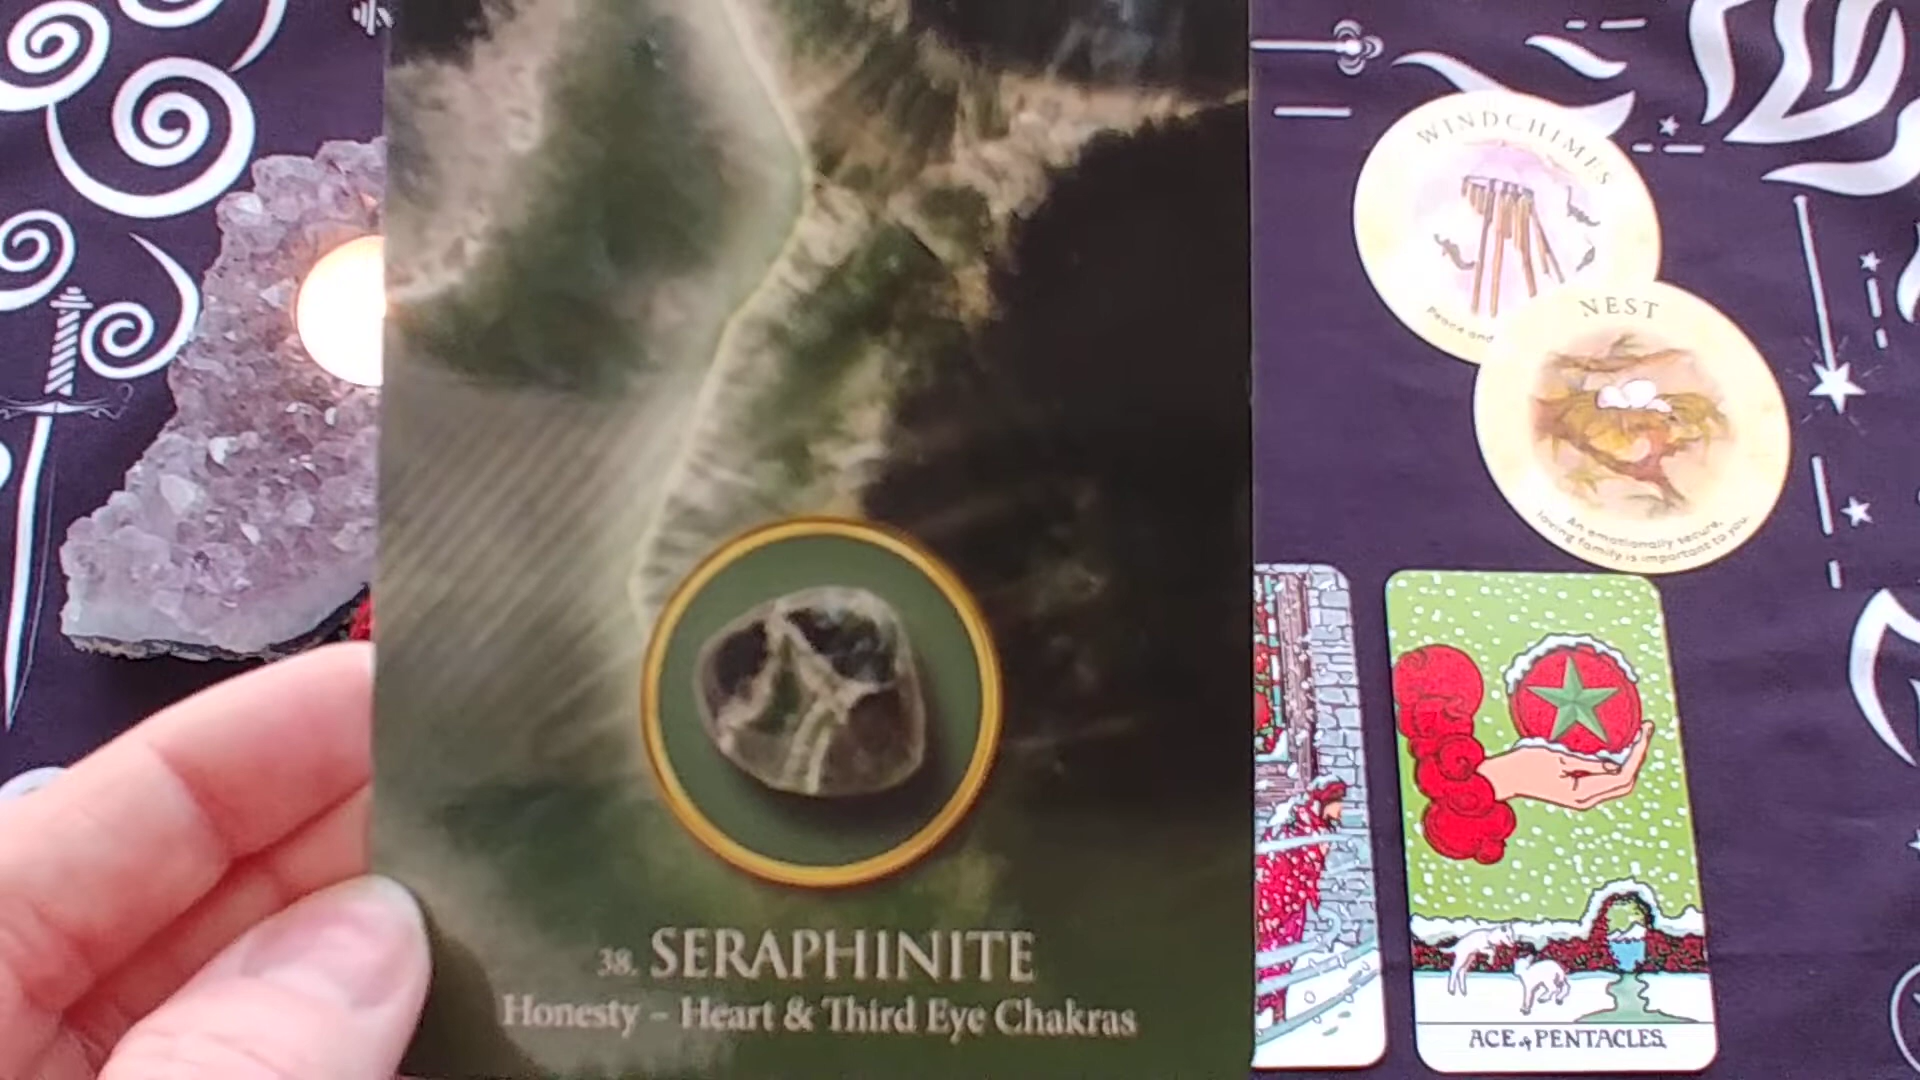 38. SERAPHINITE
Honesty – Heart & Third Eye Chakras
WINDCHIMES
Peace and
NEST
An emotionally secure,
loving family is important to you.
ACE of PENTACLES.